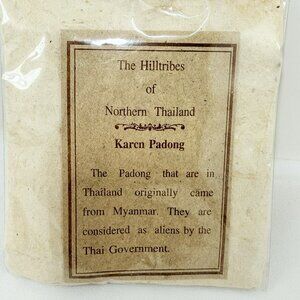 The Hilltribes
of
Northern Thailand
Karen Padong
The Padong that are in
Thailand originally came
from Myanmar. They are
considered as aliens by the
Thai Government.